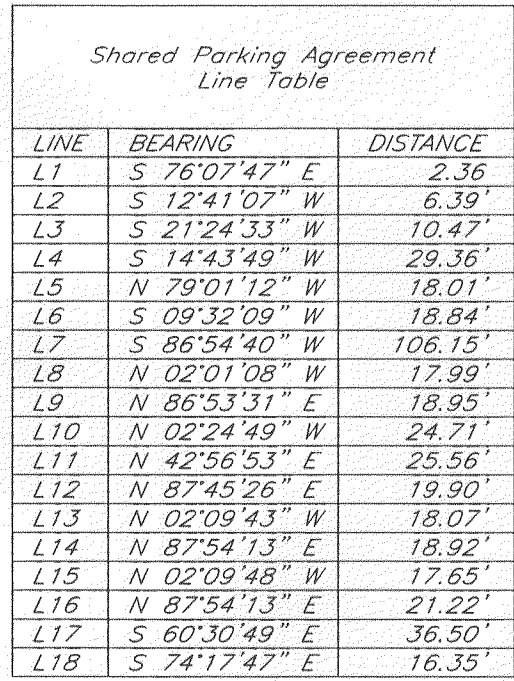 Shared Parking Agreement
Line Table
LINE BEARING DISTANCE
L1 S 76°07'47" E 2.36
L2 S 12°41'07" W 6.39'
L3 S 21°24'33" W 10.47'
L4 S 14°43'49" W 29.36'
L5 N 79°01'12" W 18.01'
L6 S 09°32'09" W 18.84'
L7 S 86°54'40" W 106.15'
L8 N 02°01'08" W 17.99'
L9 N 86°53'31" E 18.95'
L10 N 02°24'49" W 24.71'
L11 N 42°56'53" E 25.56'
L12 N 87°45'26" E 19.90'
L13 N 02°09'43" W 18.07'
L14 N 87°54'13" E 18.92'
L15 N 02°09'48" W 17.65'
L16 N 87°54'13" E 21.22'
L17 S 60°30'49" E 36.50'
L18 S 74°17'47" E 16.35'